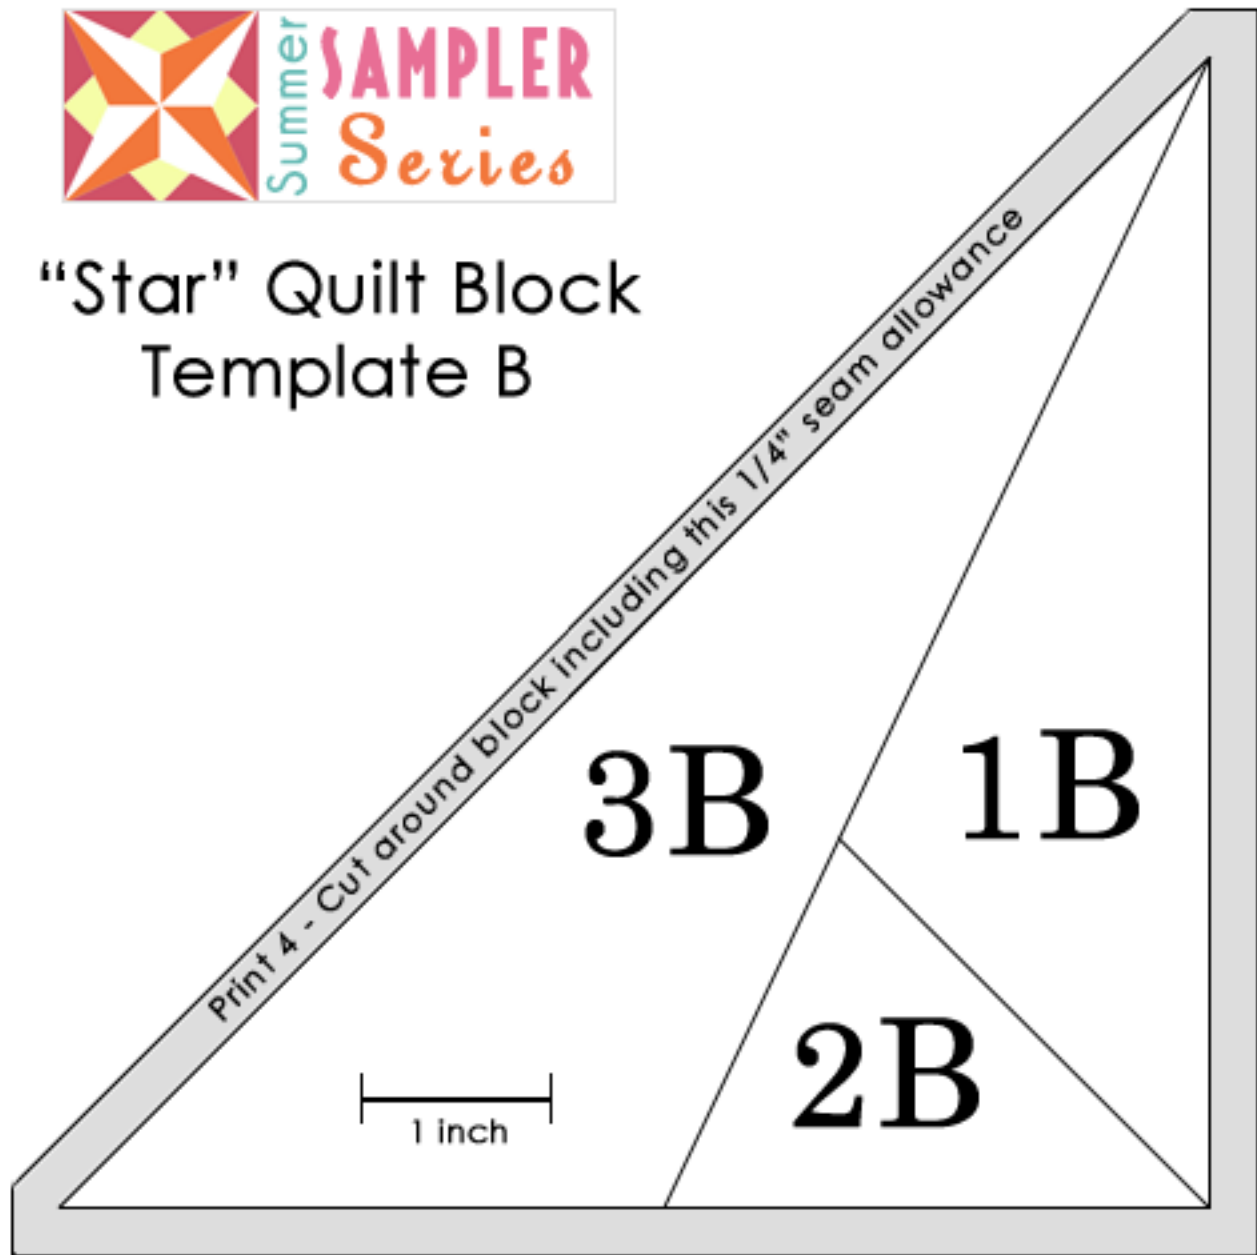 Summer
SAMPLER
Series
“Star” Quilt Block
Template B
Print 4 - Cut around block including this 1/4" seam allowance
3B
1B
2B
1 inch